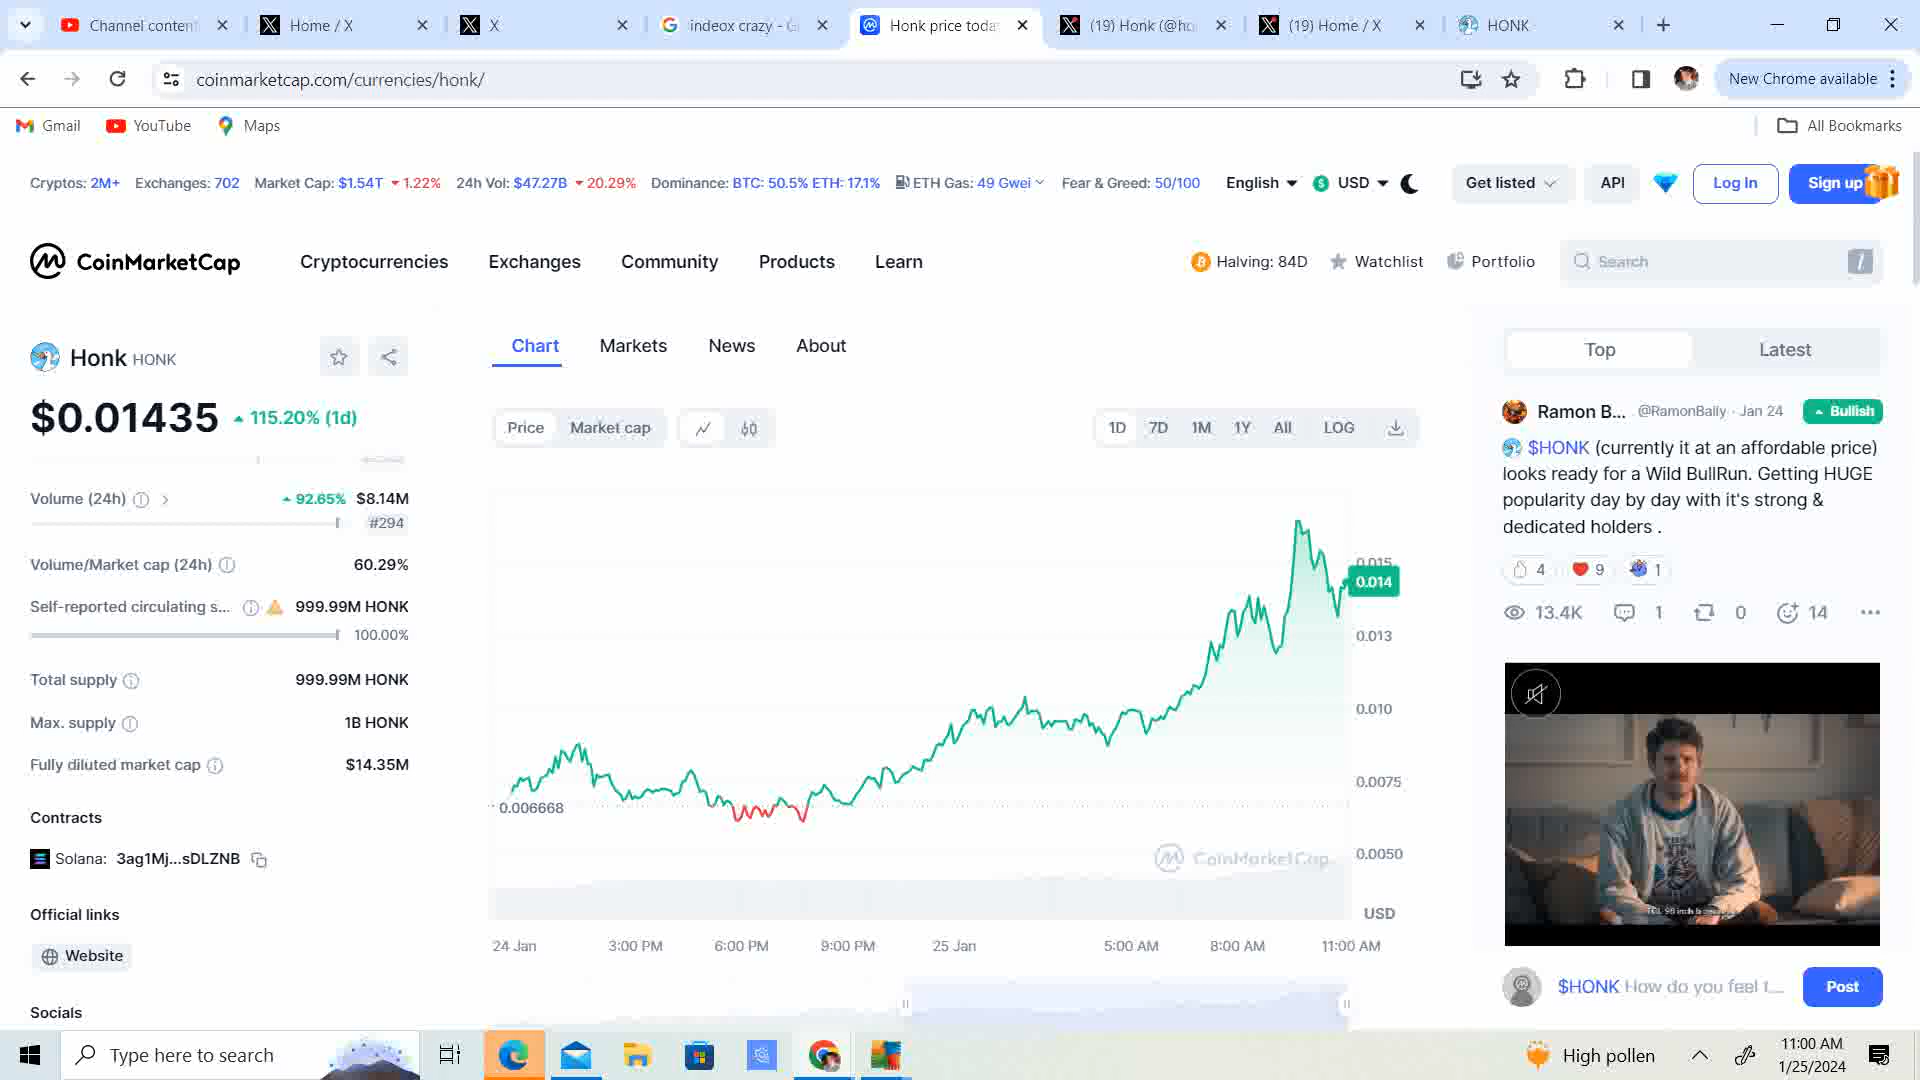 Channel content
Home / X
X
indeox crazy - G
Honk price toda
(19) Honk (@ho
(19) Home / X
HONK
coinmarketcap.com/currencies/honk/
New Chrome available
Gmail
YouTube
Maps
All Bookmarks
Cryptos: 2M+ Exchanges: 702 Market Cap: $1.54T 1.22% 24h Vol: $47.27B 20.29% Dominance: BTC: 50.5% ETH: 17.1% ETH Gas: 49 Gwei Fear & Greed: 50/100
English
USD
Get listed
API
Log In
Sign up
CoinMarketCap
Cryptocurrencies
Exchanges
Community
Products
Learn
Halving: 84D
Watchlist
Portfolio
Search
/
Honk HONK
$0.01435 115.20% (1d)
Volume (24h) 92.65% $8.14M
#294
Volume/Market cap (24h) 60.29%
Self-reported circulating s... 999.99M HONK
100.00%
Total supply 999.99M HONK
Max. supply 1B HONK
Fully diluted market cap $14.35M
Contracts
Solana: 3ag1Mj...sDLZNB
Official links
Website
Socials
Chart
Markets
News
About
Price
Market cap
1D 7D 1M 1Y All LOG
0.015
0.014
0.013
0.010
0.0075
0.006668
0.0050
CoinMarketCap
USD
24 Jan 3:00 PM 6:00 PM 9:00 PM 25 Jan 5:00 AM 8:00 AM 11:00 AM
Top
Latest
Ramon B... @RamonBally · Jan 24 Bullish
$HONK (currently it at an affordable price)
looks ready for a Wild BullRun. Getting HUGE
popularity day by day with it's strong &
dedicated holders .
4 9 1
13.4K 1 0 14
$HONK How do you feel t...
Post
Type here to search
High pollen
11:00 AM
1/25/2024